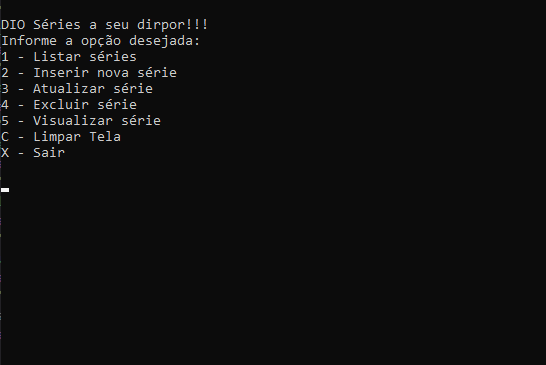 DIO Séries a seu dirpor!!!
Informe a opção desejada:
1 - Listar séries
2 - Inserir nova série
3 - Atualizar série
4 - Excluir série
5 - Visualizar série
C - Limpar Tela
X - Sair